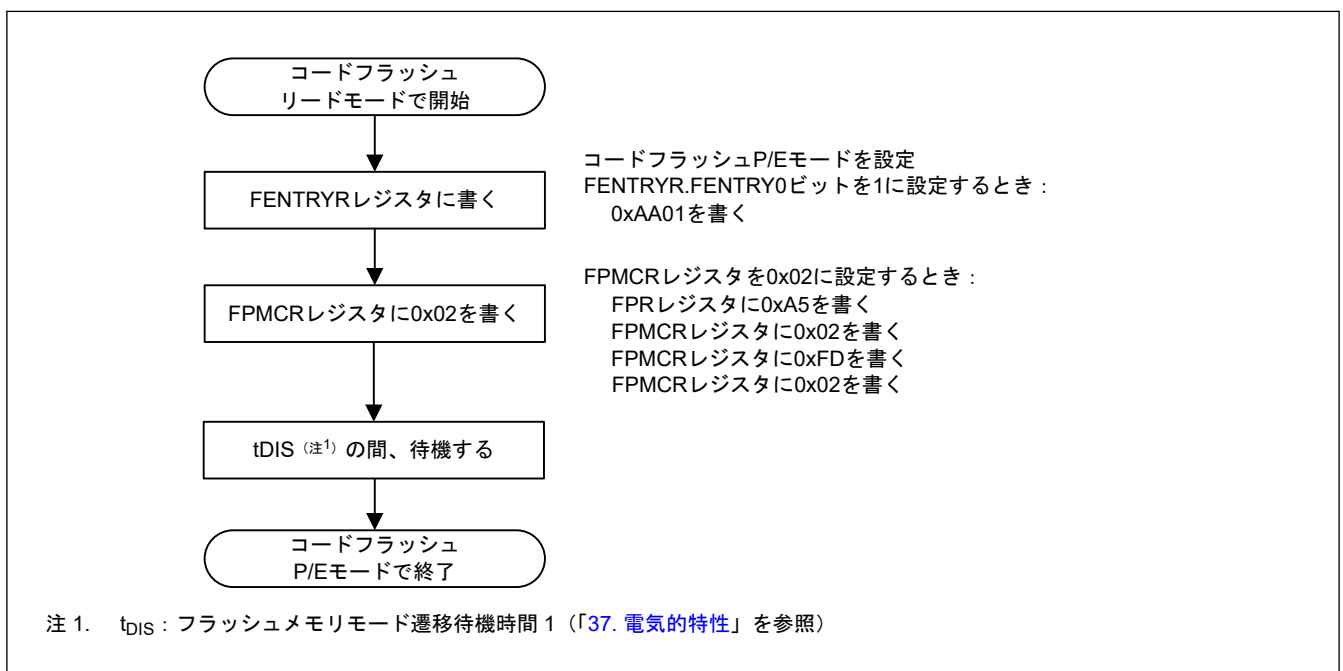 コードフラッシュ
リードモードで開始
FENTRYRレジスタに書く
コードフラッシュP/Eモードを設定
FENTRYR.FENTRY0ビットを1に設定するとき：
0xAA01を書く
FPMCRレジスタに0x02を書く
FPMCRレジスタを0x02に設定するとき：
FPRレジスタに0xA5を書く
FPMCRレジスタに0x02を書く
FPMCRレジスタに0xFDを書く
FPMCRレジスタに0x02を書く
tDIS（注1）の間、待機する
コードフラッシュ
P/Eモードで終了
注 1. tDIS：フラッシュメモリモード遷移待機時間 1（「37. 電気的特性」を参照）